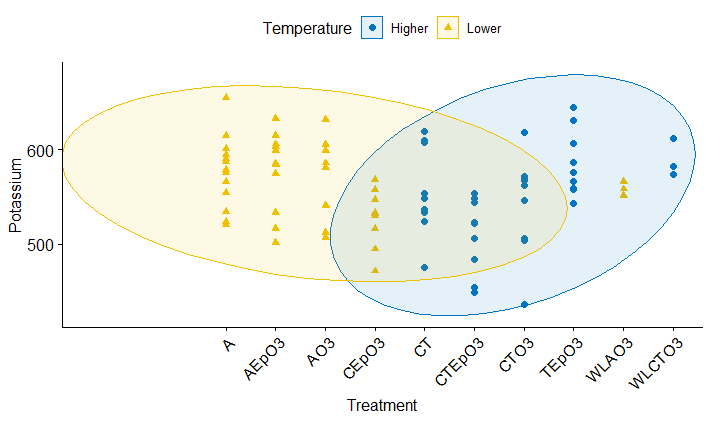 Temperature Higher Lower
Potassium
600
500
A AEpO3 AO3 CEpO3 CT CTEpO3 CTO3 TEpO3 WLAO3 WLCTO3
Treatment